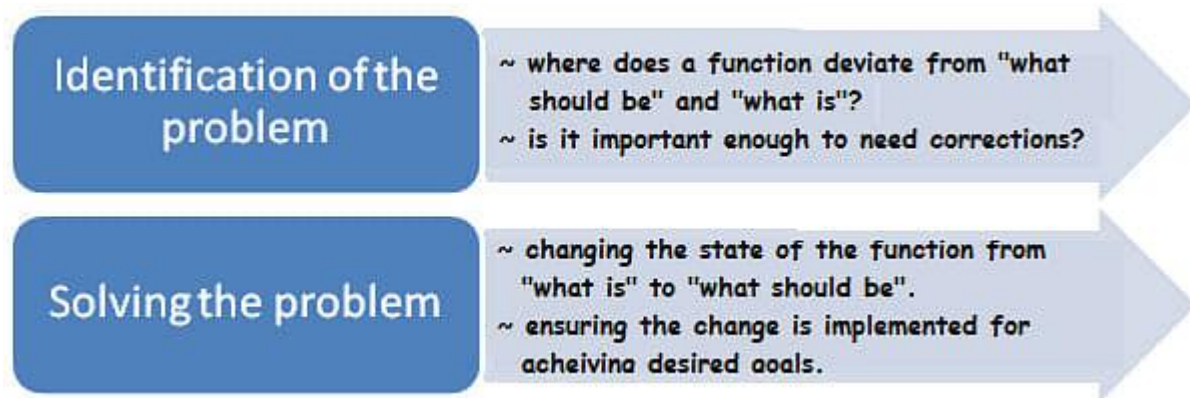 Identification of the
problem
~ where does a function deviate from "what
should be" and "what is"?
~ is it important enough to need corrections?
Solving the problem
~ changing the state of the function from
"what is" to "what should be".
~ ensuring the change is implemented for
acheiving desired goals.